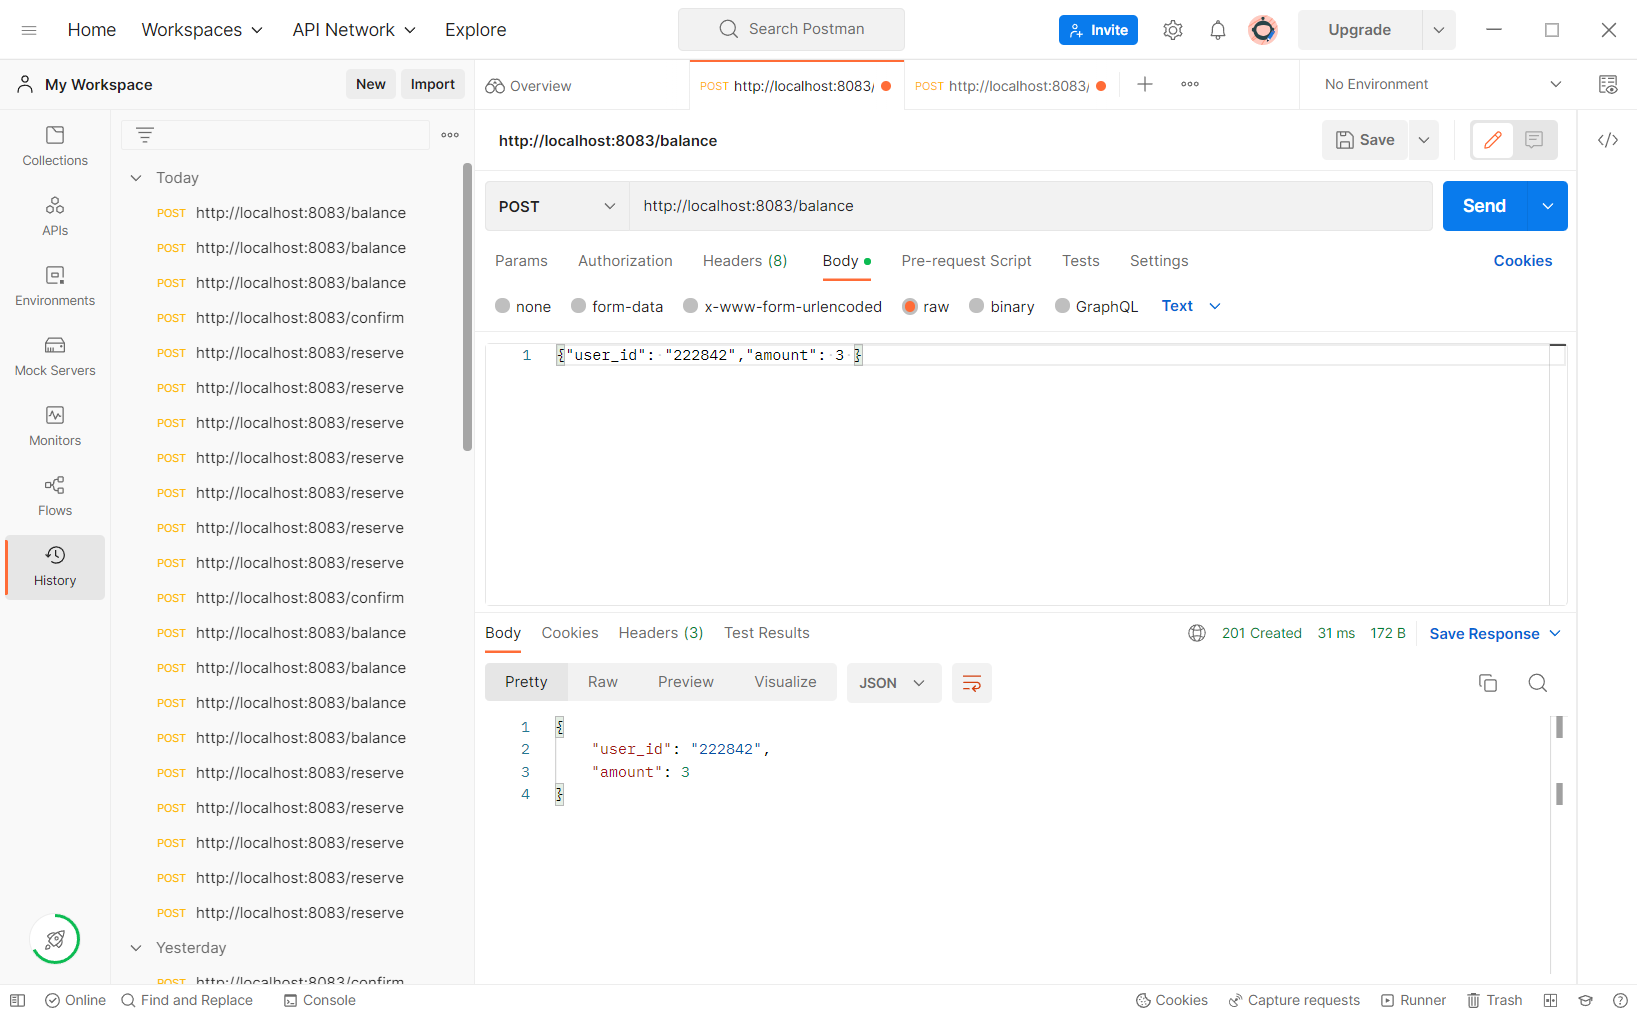 Home
Workspaces
API Network
Explore
Search Postman
Invite
Upgrade
My Workspace
New
Import
Overview
POST http://localhost:8083/
POST http://localhost:8083/
No Environment
Collections
APIs
Environments
Mock Servers
Monitors
Flows
History
Today
POST http://localhost:8083/balance
POST http://localhost:8083/balance
POST http://localhost:8083/balance
POST http://localhost:8083/confirm
POST http://localhost:8083/reserve
POST http://localhost:8083/reserve
POST http://localhost:8083/reserve
POST http://localhost:8083/reserve
POST http://localhost:8083/reserve
POST http://localhost:8083/reserve
POST http://localhost:8083/reserve
POST http://localhost:8083/confirm
POST http://localhost:8083/balance
POST http://localhost:8083/balance
POST http://localhost:8083/balance
POST http://localhost:8083/balance
POST http://localhost:8083/reserve
POST http://localhost:8083/reserve
POST http://localhost:8083/reserve
POST http://localhost:8083/reserve
POST http://localhost:8083/reserve
Yesterday
POST http://localhost:8083/confirm
http://localhost:8083/balance
Save
POST
http://localhost:8083/balance
Send
Params
Authorization
Headers (8)
Body
Pre-request Script
Tests
Settings
Cookies
none
form-data
x-www-form-urlencoded
raw
binary
GraphQL
Text
1 {"user_id": "222842","amount": 3 }
Body
Cookies
Headers (3)
Test Results
201 Created
31 ms
172 B
Save Response
Pretty
Raw
Preview
Visualize
JSON
1 {
2 "user_id": "222842",
3 "amount": 3
4 }
Online
Find and Replace
Console
Cookies
Capture requests
Runner
Trash